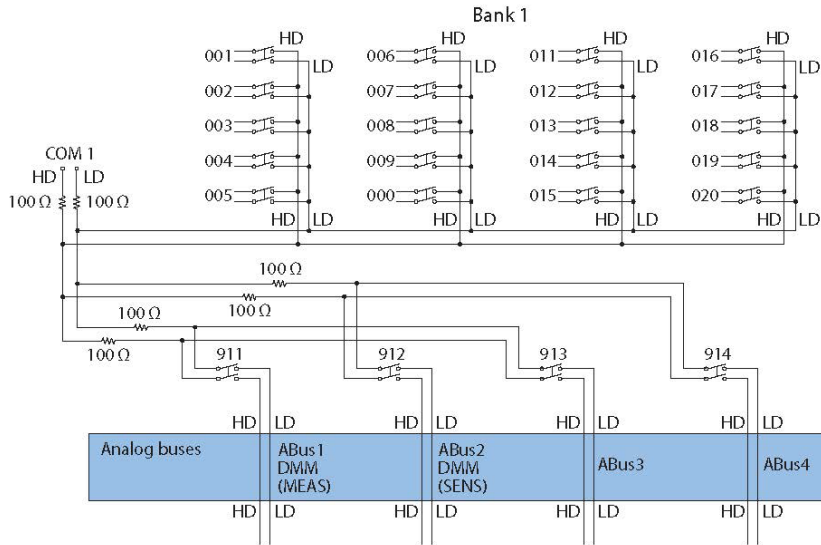 Bank 1
HD HD HD HD
001 006 011 016
LD LD LD LD
002 007 012 017
003 008 013 018
COM 1
004 009 014 019
HD LD
005 000 015 020
100 Ω 100 Ω
HD LD HD LD HD LD HD LD
100 Ω
100 Ω
100 Ω
100 Ω
911 912 913 914
HD LD HD LD HD LD HD LD
Analog buses
ABus1
DMM
(MEAS)
ABus2
DMM
(SENS)
ABus3
ABus4
HD LD HD LD HD LD HD LD